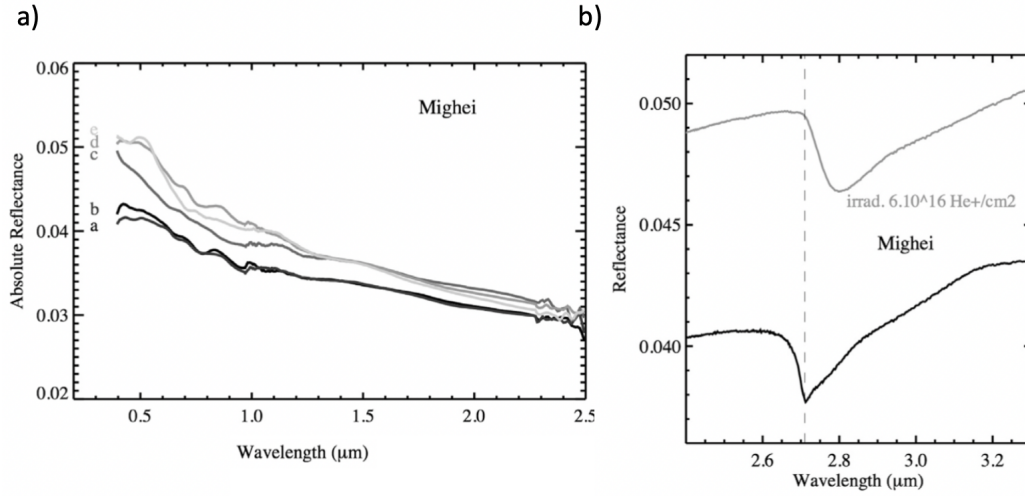 a)
b)
0.06
0.05
0.04
0.03
0.02
Absolute Reflectance
Mighei
e
d
c
b
a
0.5
1.0
1.5
2.0
2.5
Wavelength (μm)
0.050
0.045
0.040
Reflectance
irrad. 6.10^16 He+/cm2
Mighei
2.6
2.8
3.0
3.2
Wavelength (μm)